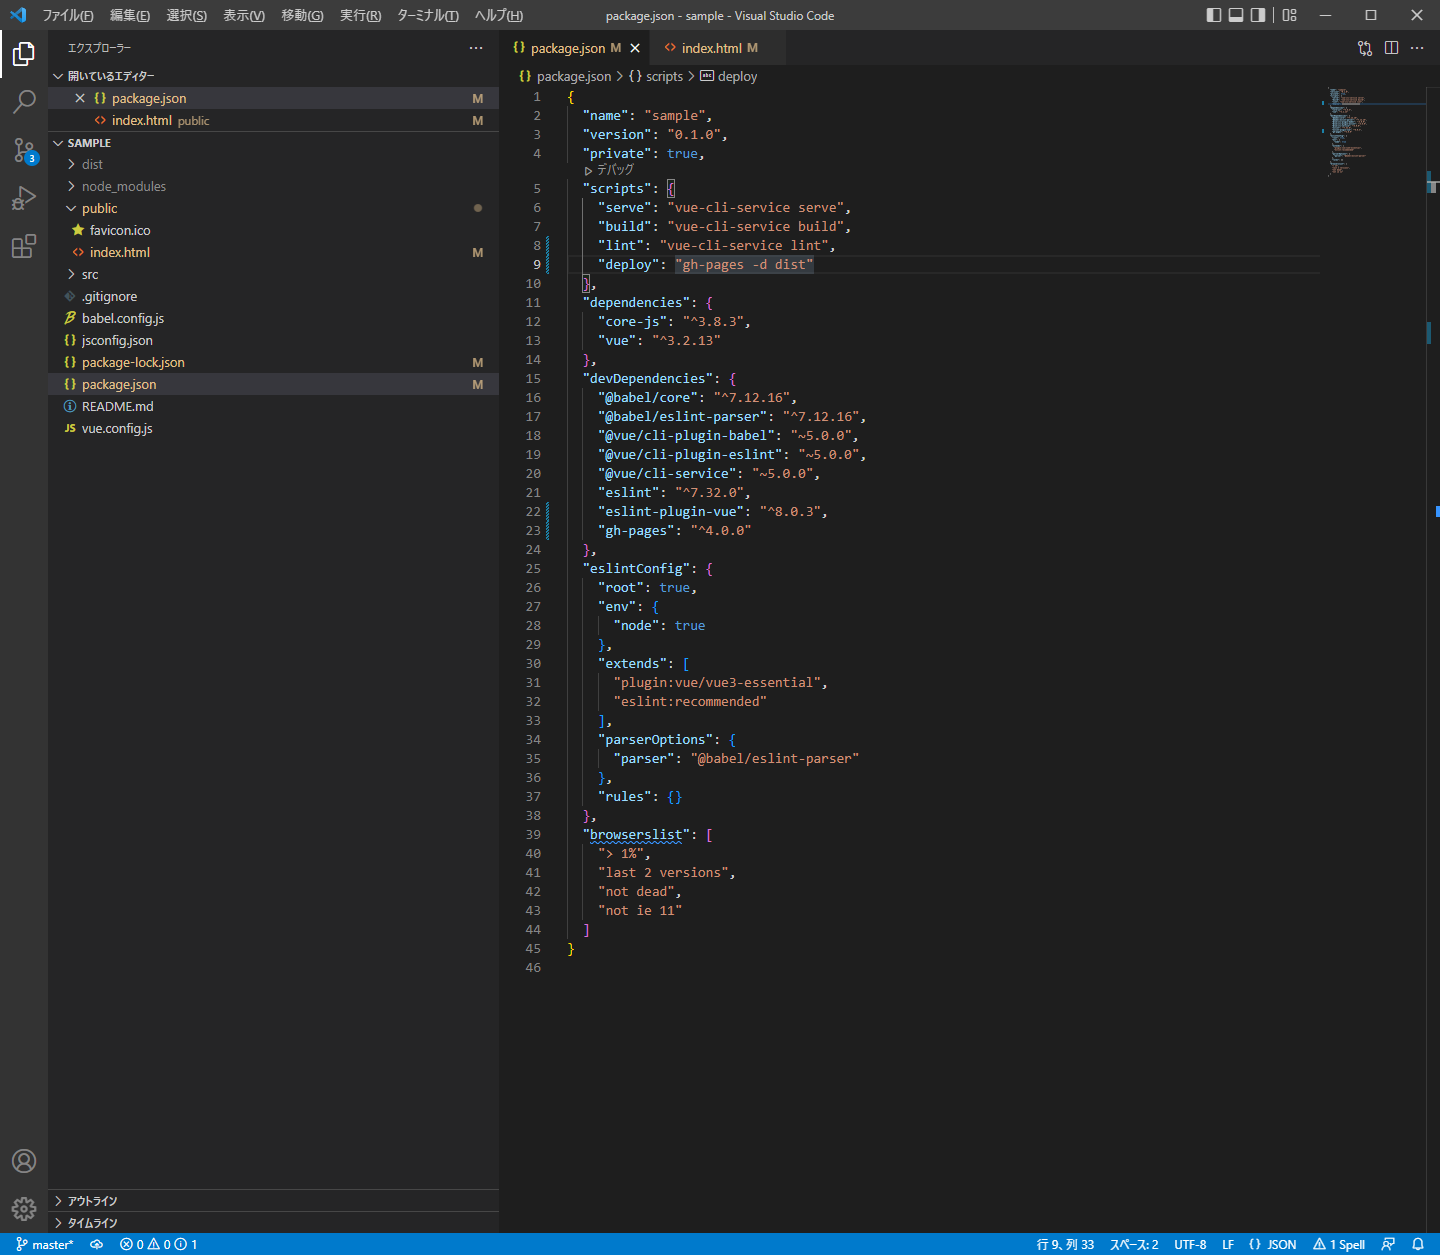 ファイル(F) 編集(E) 選択(S) 表示(V) 移動(G) 実行(R) ターミナル(T) ヘルプ(H) package.json - sample - Visual Studio Code
エクスプローラー
開いているエディター
package.json M
index.html public M
SAMPLE
dist
node_modules
public
favicon.ico
index.html M
src
.gitignore
babel.config.js
jsconfig.json
package-lock.json M
package.json M
README.md
JS vue.config.js
アウトライン
タイムライン
3
package.json M index.html M
package.json > {} scripts > deploy
1 {
2 "name": "sample",
3 "version": "0.1.0",
4 "private": true,
デバッグ
5 "scripts": {
6 "serve": "vue-cli-service serve",
7 "build": "vue-cli-service build",
8 "lint": "vue-cli-service lint",
9 "deploy": "gh-pages -d dist"
10 },
11 "dependencies": {
12 "core-js": "^3.8.3",
13 "vue": "^3.2.13"
14 },
15 "devDependencies": {
16 "@babel/core": "^7.12.16",
17 "@babel/eslint-parser": "^7.12.16",
18 "@vue/cli-plugin-babel": "~5.0.0",
19 "@vue/cli-plugin-eslint": "~5.0.0",
20 "@vue/cli-service": "~5.0.0",
21 "eslint": "^7.32.0",
22 "eslint-plugin-vue": "^8.0.3",
23 "gh-pages": "^4.0.0"
24 },
25 "eslintConfig": {
26 "root": true,
27 "env": {
28 "node": true
29 },
30 "extends": [
31 "plugin:vue/vue3-essential",
32 "eslint:recommended"
33 ],
34 "parserOptions": {
35 "parser": "@babel/eslint-parser"
36 },
37 "rules": {}
38 },
39 "browserslist": [
40 "> 1%",
41 "last 2 versions",
42 "not dead",
43 "not ie 11"
44 ]
45 }
46
master* 0 0 1 行 9、列 33 スペース: 2 UTF-8 LF {} JSON 1 Spell